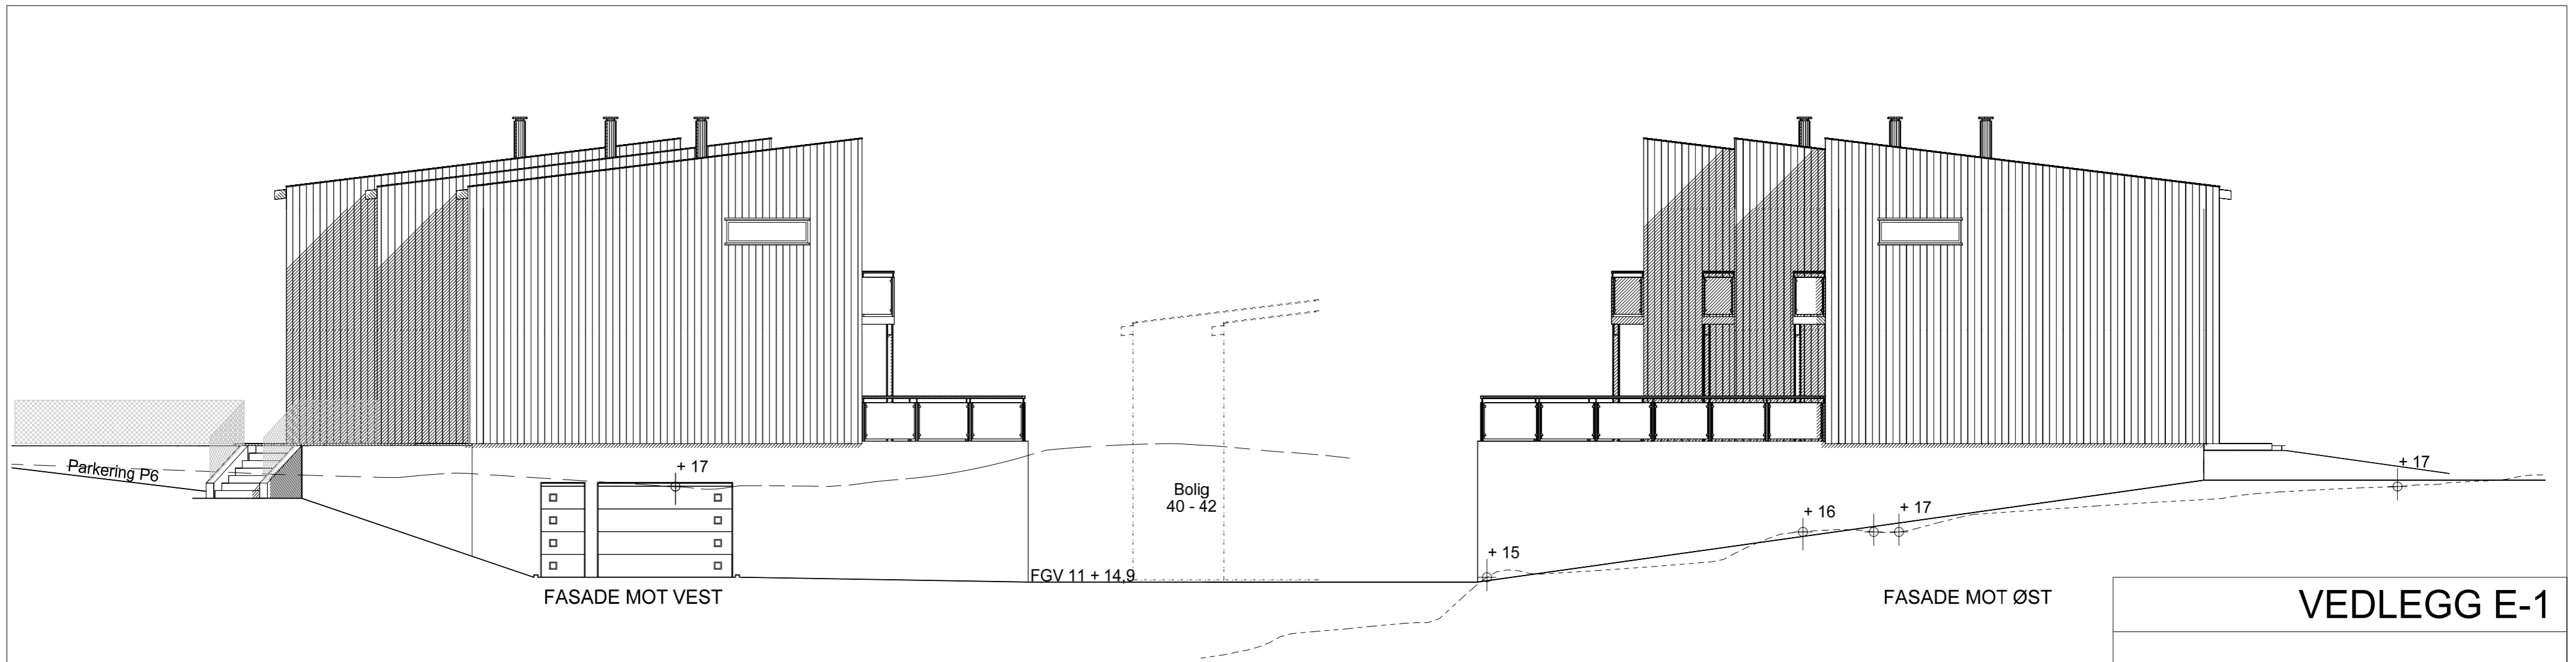 Parkering P6
+ 17
Bolig
40 - 42
+ 15
+ 16
+ 17
+ 17
FGV 11 + 14,9
FASADE MOT VEST
FASADE MOT ØST
VEDLEGG E-1